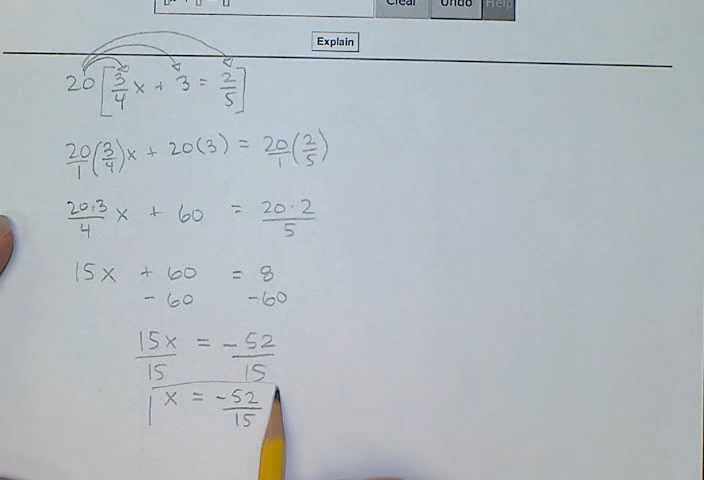 Clear Undo Help
Explain
20[3/4 x + 3 = 2/5]
20/1 (3/4)x + 20(3) = 20/1 (2/5)
20·3/4 x + 60 = 20·2/5
15x + 60 = 8
- 60 -60
15x/15 = -52/15
x = -52/15